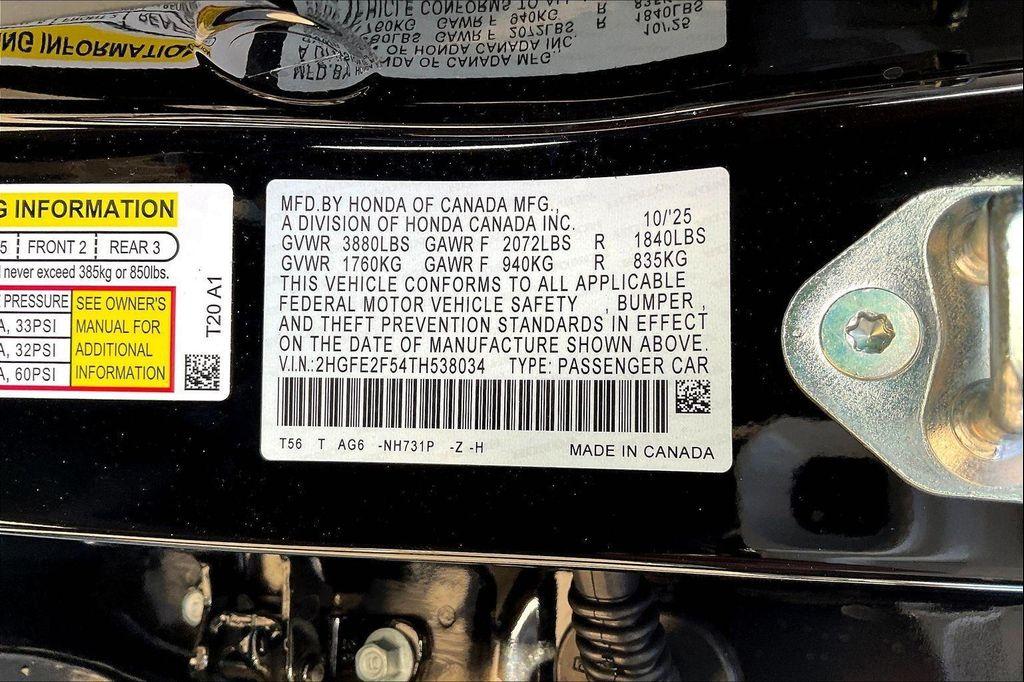 G INFORMATION
5 FRONT 2 REAR 3
never exceed 385kg or 850lbs.
PRESSURE SEE OWNER'S
A, 33PSI MANUAL FOR
A, 32PSI ADDITIONAL
A, 60PSI INFORMATION
T20 A1
MFD.BY HONDA OF CANADA MFG.,
A DIVISION OF HONDA CANADA INC. 10/'25
GVWR 3880LBS GAWR F 2072LBS R 1840LBS
GVWR 1760KG GAWR F 940KG R 835KG
THIS VEHICLE CONFORMS TO ALL APPLICABLE
FEDERAL MOTOR VEHICLE SAFETY , BUMPER ,
AND THEFT PREVENTION STANDARDS IN EFFECT
ON THE DATE OF MANUFACTURE SHOWN ABOVE.
V.I.N.: 2HGFE2F54TH538034 TYPE: PASSENGER CAR
T56 T AG6 -NH731P -Z -H MADE IN CANADA